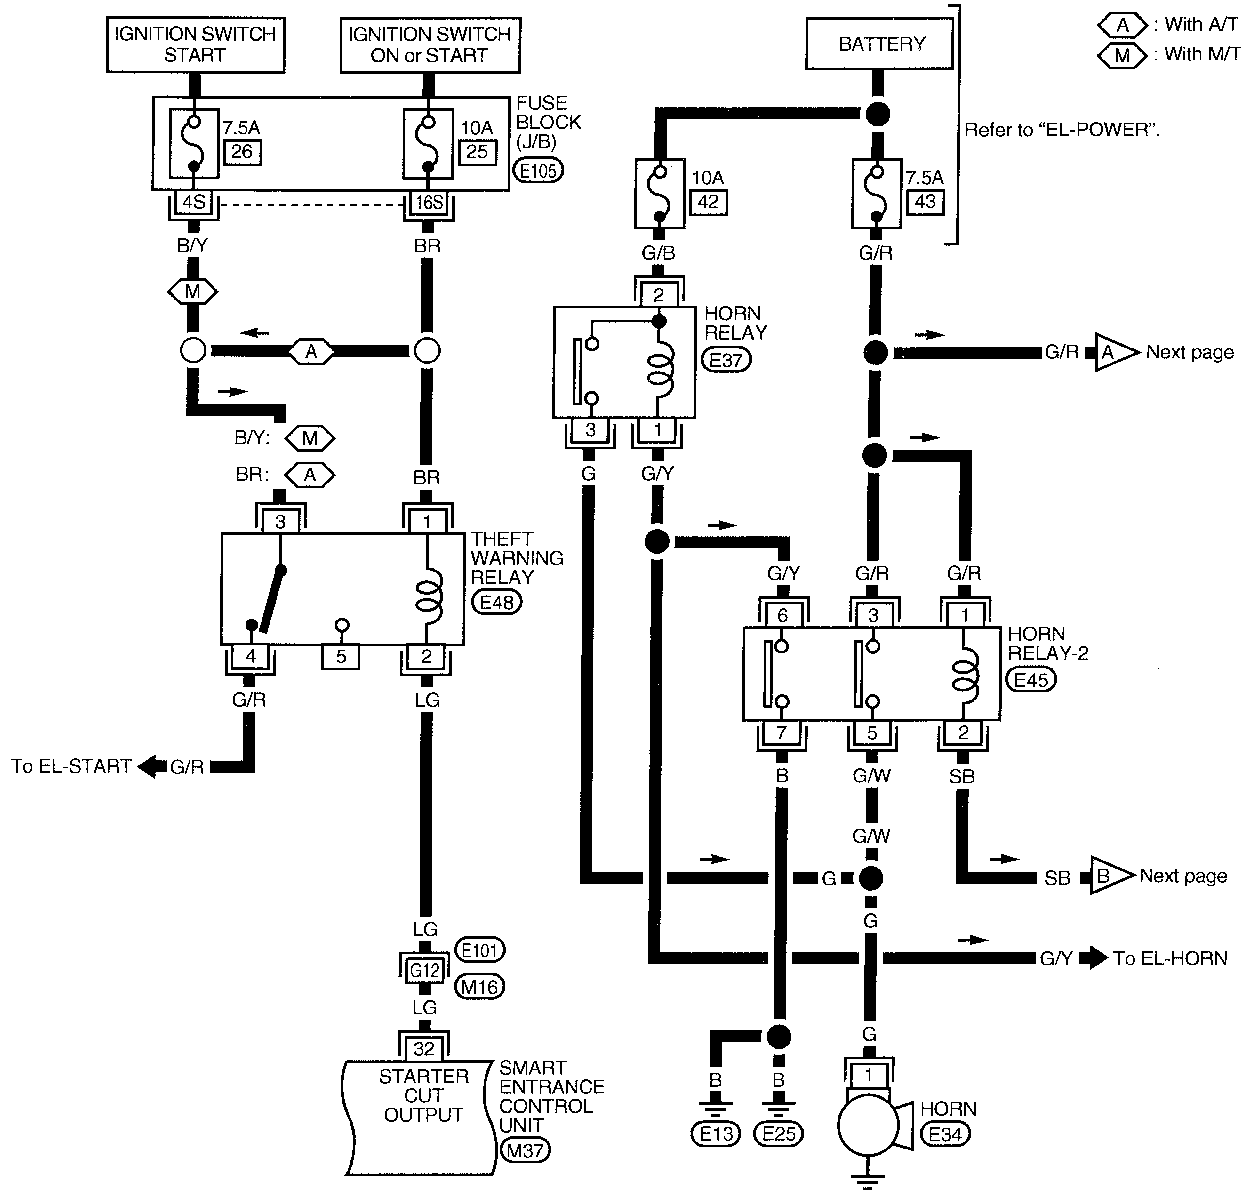 IGNITION SWITCH
START
IGNITION SWITCH
ON or START
BATTERY
A : With A/T
M : With M/T
FUSE
BLOCK
(J/B)
E105
7.5A
26
10A
25
Refer to "EL-POWER".
10A
42
7.5A
43
4S
16S
B/Y
BR
G/B
G/R
M
2
HORN
RELAY
E37
A
G/R
A
Next page
3
1
B/Y: M
BR: A
BR
G
G/Y
3
1
THEFT
WARNING
RELAY
E48
G/Y
G/R
G/R
6
3
1
HORN
RELAY-2
E45
4
5
2
G/R
LG
7
5
2
B
G/W
SB
To EL-START
G/R
G/W
G
SB
B
Next page
G
LG
E101
G12
M16
LG
G/Y
To EL-HORN
32
STARTER
CUT
OUTPUT
SMART
ENTRANCE
CONTROL
UNIT
M37
G
1
B
B
E13
E25
HORN
E34